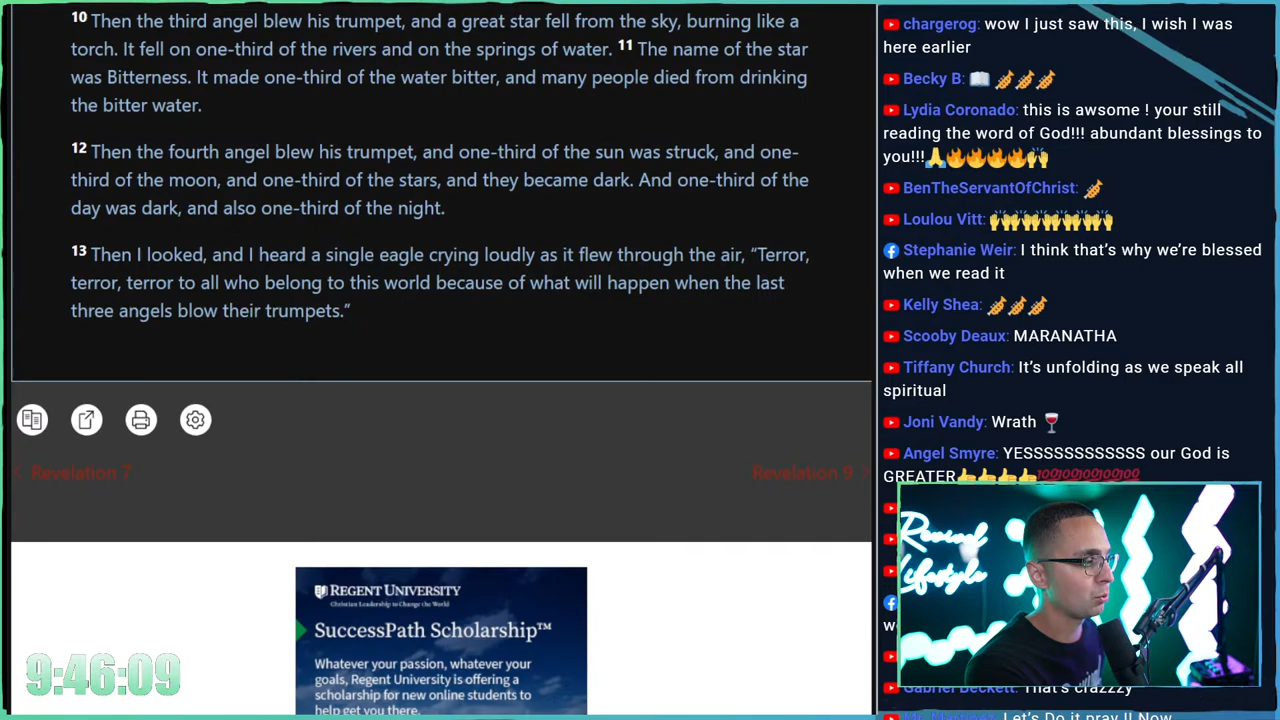 10 Then the third angel blew his trumpet, and a great star fell from the sky, burning like a
torch. It fell on one-third of the rivers and on the springs of water. 11 The name of the star
was Bitterness. It made one-third of the water bitter, and many people died from drinking
the bitter water.
12 Then the fourth angel blew his trumpet, and one-third of the sun was struck, and one-
third of the moon, and one-third of the stars, and they became dark. And one-third of the
day was dark, and also one-third of the night.
13 Then I looked, and I heard a single eagle crying loudly as it flew through the air, “Terror,
terror, terror to all who belong to this world because of what will happen when the last
three angels blow their trumpets.”
Revelation 7
Revelation 9
REGENT UNIVERSITY
Christian Leadership to Change the World
SuccessPath Scholarship™
Whatever your passion, whatever your
goals, Regent University is offering a
scholarship for new online students to
help get you there.
9:46:09
chargerog: wow I just saw this, I wish I was
here earlier
Becky B: 📖 🎺🎺🎺
Lydia Coronado: this is awsome ! your still
reading the word of God!!! abundant blessings to
you!!!🙏🔥🔥🔥🔥🙌
BenTheServantOfChrist: 🎺
Loulou Vitt: 🙌🙌🙌🙌🙌🙌
Stephanie Weir: I think that’s why we’re blessed
when we read it
Kelly Shea: 🎺🎺🎺
Scooby Deaux: MARANATHA
Tiffany Church: It’s unfolding as we speak all
spiritual
Joni Vandy: Wrath 🍷
Angel Smyre: YESSSSSSSSSSS our God is
GREATER👍👍👍👍💯💯💯💯💯
Revival
Lifestyle
w
Gabriel Beckett: That's crazzzy
Let's Do it pray !! Now